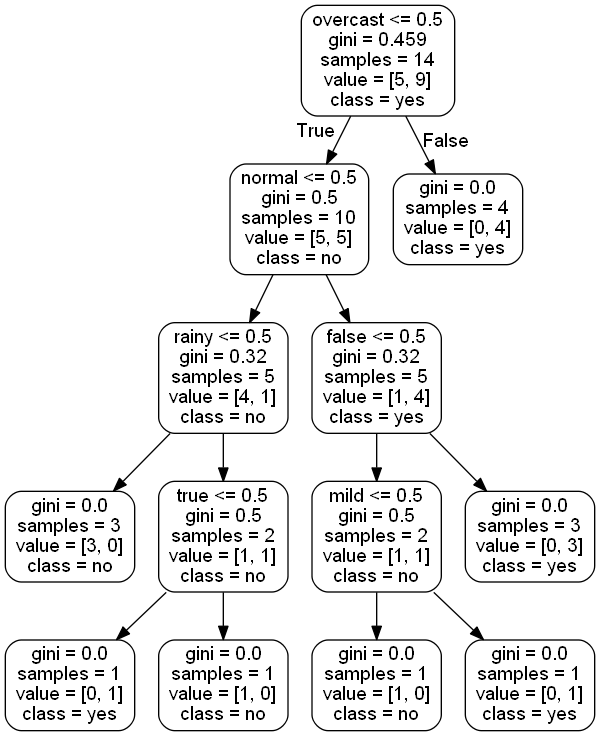 overcast <= 0.5
gini = 0.459
samples = 14
value = [5, 9]
class = yes
True
False
normal <= 0.5
gini = 0.5
samples = 10
value = [5, 5]
class = no
gini = 0.0
samples = 4
value = [0, 4]
class = yes
rainy <= 0.5
gini = 0.32
samples = 5
value = [4, 1]
class = no
false <= 0.5
gini = 0.32
samples = 5
value = [1, 4]
class = yes
gini = 0.0
samples = 3
value = [3, 0]
class = no
true <= 0.5
gini = 0.5
samples = 2
value = [1, 1]
class = no
mild <= 0.5
gini = 0.5
samples = 2
value = [1, 1]
class = no
gini = 0.0
samples = 3
value = [0, 3]
class = yes
gini = 0.0
samples = 1
value = [0, 1]
class = yes
gini = 0.0
samples = 1
value = [1, 0]
class = no
gini = 0.0
samples = 1
value = [1, 0]
class = no
gini = 0.0
samples = 1
value = [0, 1]
class = yes